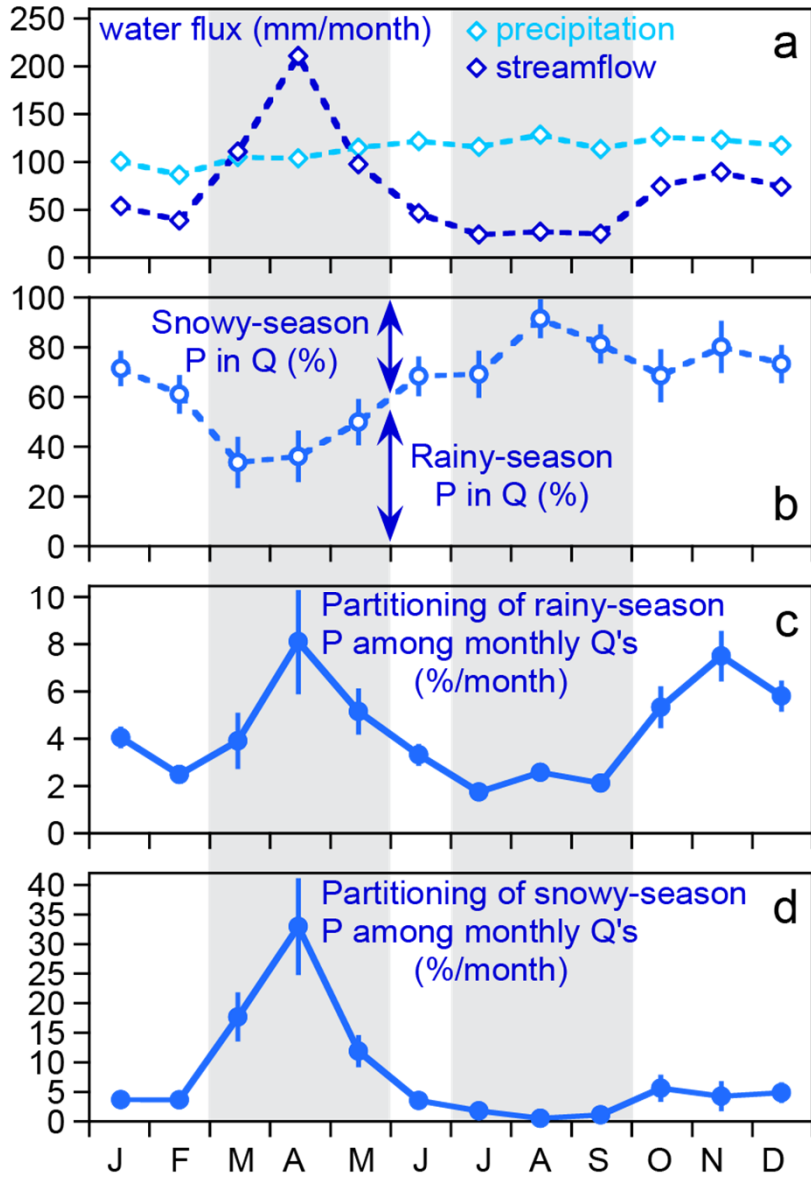 250
water flux (mm/month)
precipitation
a
200
streamflow
150
100
50
0
100
Snowy-season
P in Q (%)
80
60
40
Rainy-season
P in Q (%)
20
b
0
10
Partitioning of rainy-season
P among monthly Q's
(%/month)
c
8
6
4
2
0
40
Partitioning of snowy-season
P among monthly Q's
(%/month)
d
35
30
25
20
15
10
5
0
J F M A M J J A S O N D